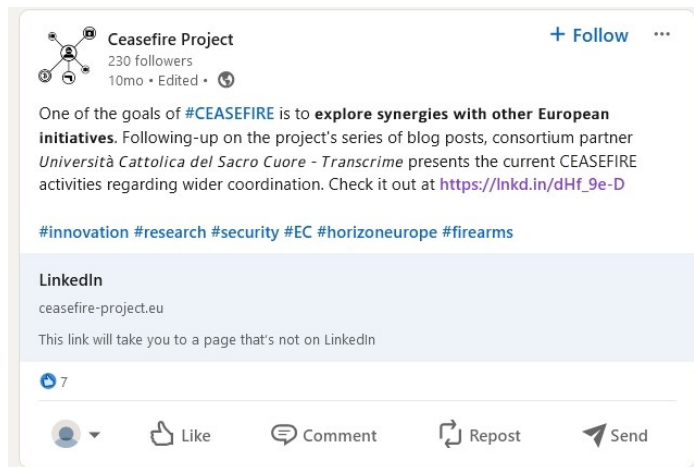 Ceasefire Project
+ Follow
230 followers
10mo • Edited •
One of the goals of #CEASEFIRE is to explore synergies with other European
initiatives. Following-up on the project's series of blog posts, consortium partner
Università Cattolica del Sacro Cuore - Transcrime presents the current CEASEFIRE
activities regarding wider coordination. Check it out at https://lnkd.in/dHf_9e-D
#innovation #research #security #EC #horizoneurope #firearms
LinkedIn
ceasefire-project.eu
This link will take you to a page that's not on LinkedIn
7
Like Comment Repost Send